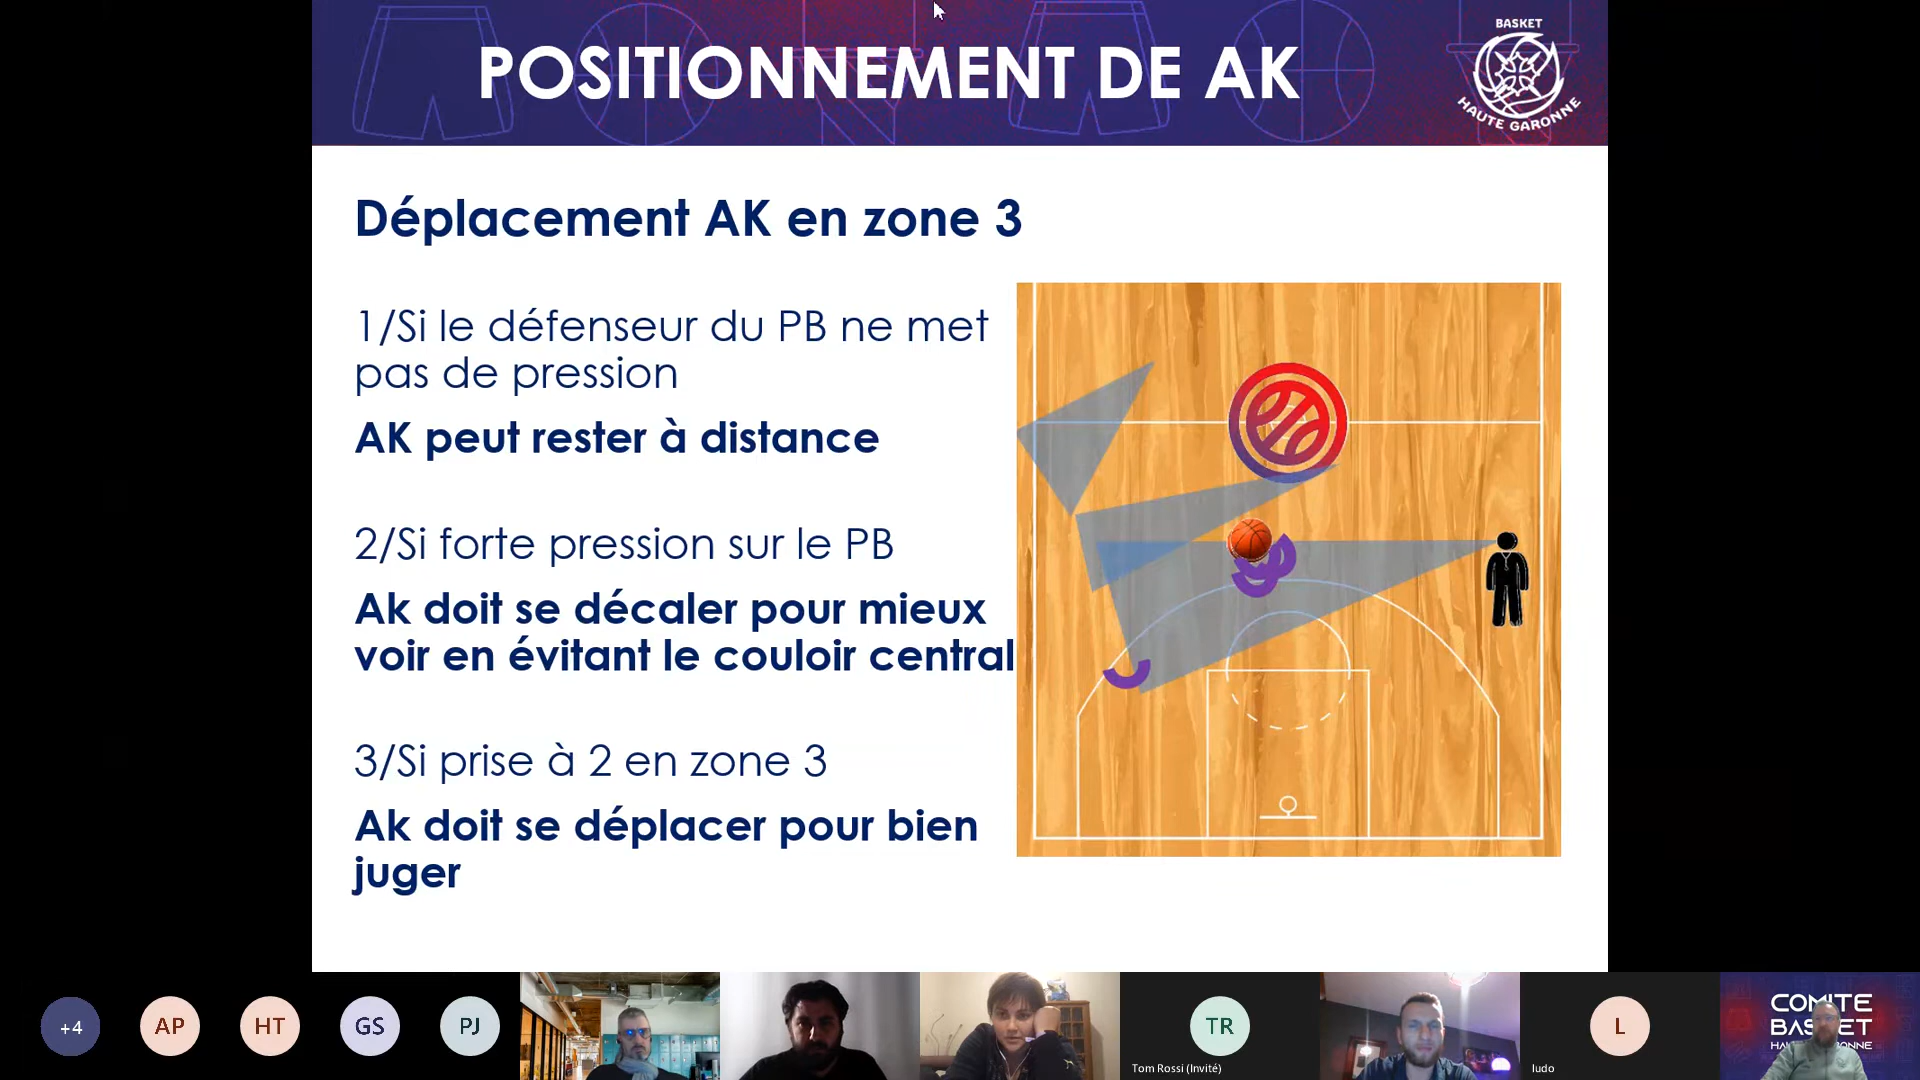 POSITIONNEMENT DE AK
BASKET
HAUTE GARONNE
Déplacement AK en zone 3
1/Si le défenseur du PB ne met
pas de pression
AK peut rester à distance
2/Si forte pression sur le PB
Ak doit se décaler pour mieux
voir en évitant le couloir central
3/Si prise à 2 en zone 3
Ak doit se déplacer pour bien
juger
+4
AP
HT
GS
PJ
TR
Tom Rossi (Invité)
L
ludo
COMITE
BASKET